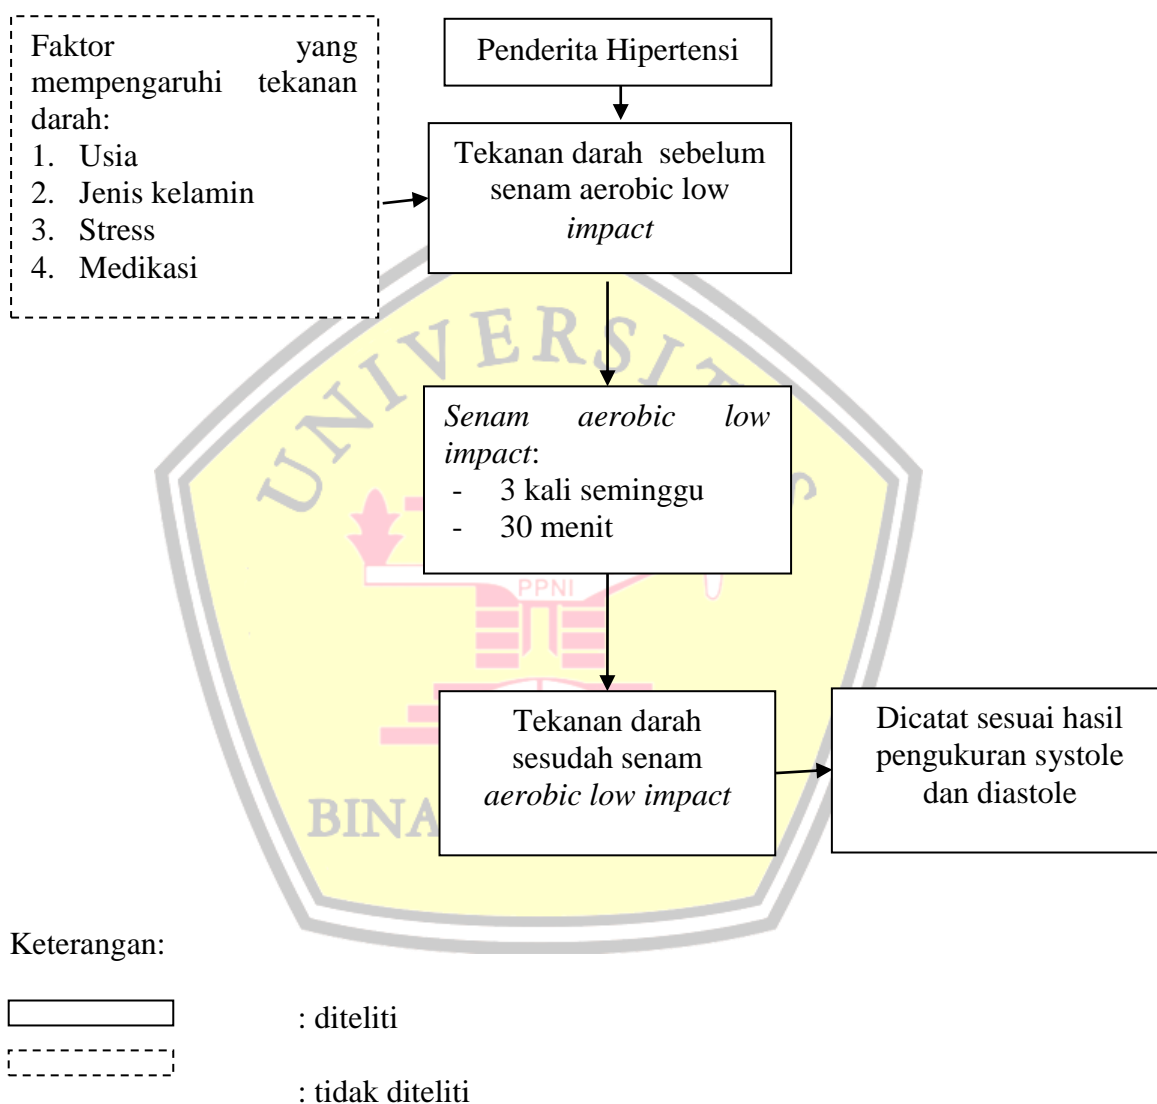 Faktor yang
mempengaruhi tekanan
darah:
1. Usia
2. Jenis kelamin
3. Stress
4. Medikasi
Penderita Hipertensi
Tekanan darah sebelum
senam aerobic low
impact
Senam aerobic low
impact:
- 3 kali seminggu
- 30 menit
Tekanan darah
sesudah senam
aerobic low impact
Dicatat sesuai hasil
pengukuran systole
dan diastole
PPNI
BINA
Keterangan:
: diteliti
: tidak diteliti